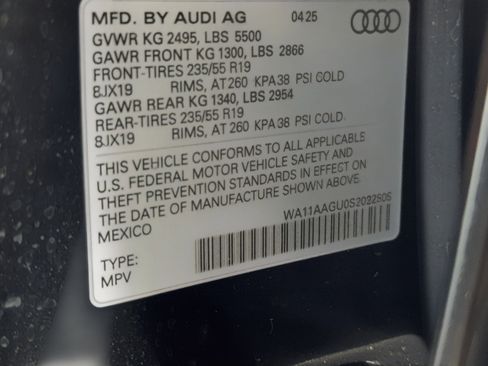 MFD. BY AUDI AG 04.25
GVWR KG 2495, LBS 5500
GAWR FRONT KG 1300, LBS 2866
FRONT-TIRES 235/55 R19
8JX19 RIMS, AT 260 KPA38 PSI COLD
GAWR REAR KG 1340, LBS 2954
REAR-TIRES 235/55 R19
8JX19 RIMS, AT 260 KPA38 PSI COLD.
THIS VEHICLE CONFORMS TO ALL APPLICABLE
U.S. FEDERAL MOTOR VEHICLE SAFETY AND
THEFT PREVENTION STANDARDS IN EFFECT ON
THE DATE OF MANUFACTURE SHOWN ABOVE.
MEXICO
TYPE:
MPV